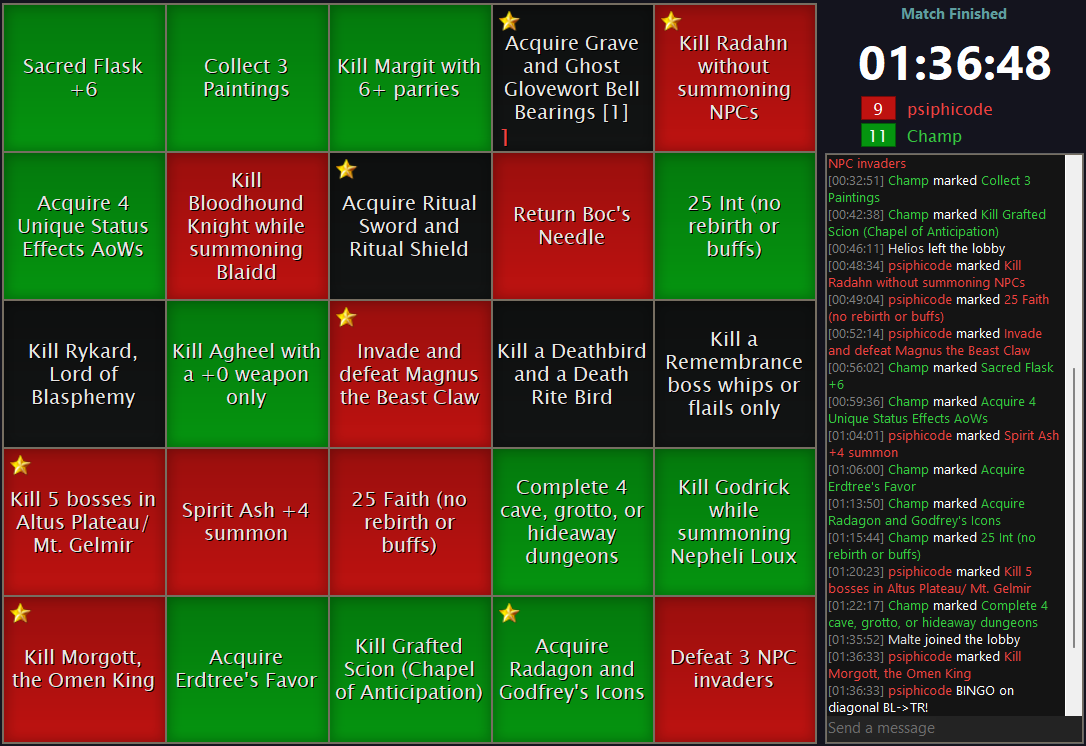 Sacred Flask
+6
Collect 3
Paintings
Kill Margit with
6+ parries
Acquire Grave
and Ghost
Glovewort Bell
Bearings [1]
1
Kill Radahn
without
summoning
NPCs
Acquire 4
Unique Status
Effects AoWs
Kill
Bloodhound
Knight while
summoning
Blaidd
Acquire Ritual
Sword and
Ritual Shield
Return Boc's
Needle
25 Int (no
rebirth or
buffs)
Kill Rykard,
Lord of
Blasphemy
Kill Agheel with
a +0 weapon
only
Invade and
defeat Magnus
the Beast Claw
Kill a Deathbird
and a Death
Rite Bird
Kill a
Remembrance
boss whips or
flails only
Kill 5 bosses in
Altus Plateau/
Mt. Gelmir
Spirit Ash +4
summon
25 Faith (no
rebirth or
buffs)
Complete 4
cave, grotto, or
hideaway
dungeons
Kill Godrick
while
summoning
Nepheli Loux
Kill Morgott,
the Omen King
Acquire
Erdtree's Favor
Kill Grafted
Scion (Chapel
of Anticipation)
Acquire
Radagon and
Godfrey's Icons
Defeat 3 NPC
invaders
Match Finished
01:36:48
9 psiphicode
11 Champ
NPC invaders
[00:32:51] Champ marked Collect 3
Paintings
[00:42:38] Champ marked Kill Grafted
Scion (Chapel of Anticipation)
[00:46:11] Helios left the lobby
[00:48:34] psiphicode marked Kill
Radahn without summoning NPCs
[00:49:04] psiphicode marked 25 Faith
(no rebirth or buffs)
[00:52:14] psiphicode marked Invade
and defeat Magnus the Beast Claw
[00:56:02] Champ marked Sacred Flask
+6
[00:59:36] Champ marked Acquire 4
Unique Status Effects AoWs
[01:04:01] psiphicode marked Spirit Ash
+4 summon
[01:06:00] Champ marked Acquire
Erdtree's Favor
[01:13:50] Champ marked Acquire
Radagon and Godfrey's Icons
[01:15:44] Champ marked 25 Int (no
rebirth or buffs)
[01:20:23] psiphicode marked Kill 5
bosses in Altus Plateau/ Mt. Gelmir
[01:22:17] Champ marked Complete 4
cave, grotto, or hideaway dungeons
[01:35:52] Malte joined the lobby
[01:36:33] psiphicode marked Kill
Morgott, the Omen King
[01:36:33] psiphicode BINGO on
diagonal BL->TR!
Send a message